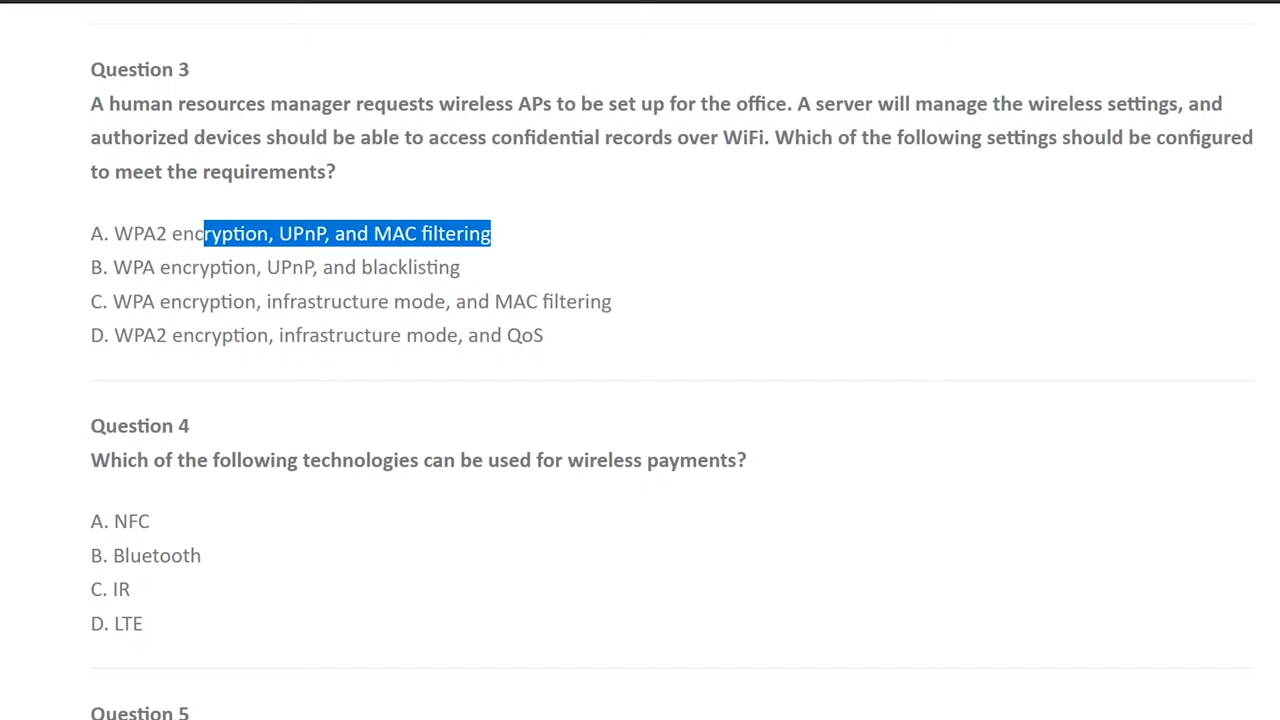 Question 3
A human resources manager requests wireless APs to be set up for the office. A server will manage the wireless settings, and
authorized devices should be able to access confidential records over WiFi. Which of the following settings should be configured
to meet the requirements?
A. WPA2 encryption, UPnP, and MAC filtering
B. WPA encryption, UPnP, and blacklisting
C. WPA encryption, infrastructure mode, and MAC filtering
D. WPA2 encryption, infrastructure mode, and QoS
Question 4
Which of the following technologies can be used for wireless payments?
A. NFC
B. Bluetooth
C. IR
D. LTE
Question 5